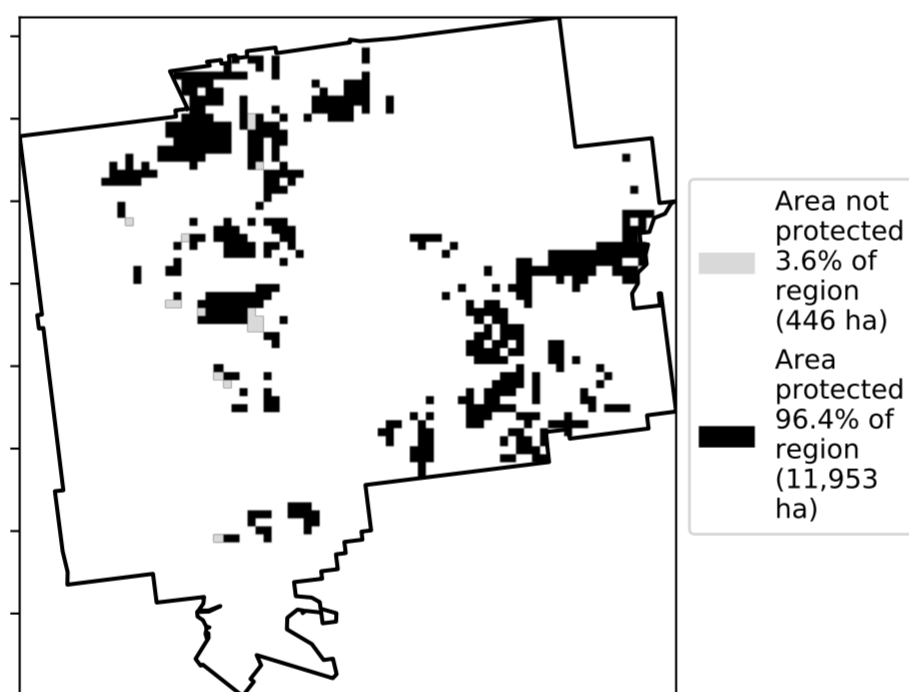 Area not
protected
3.6% of
region
(446 ha)
Area
protected
96.4% of
region
(11,953
ha)